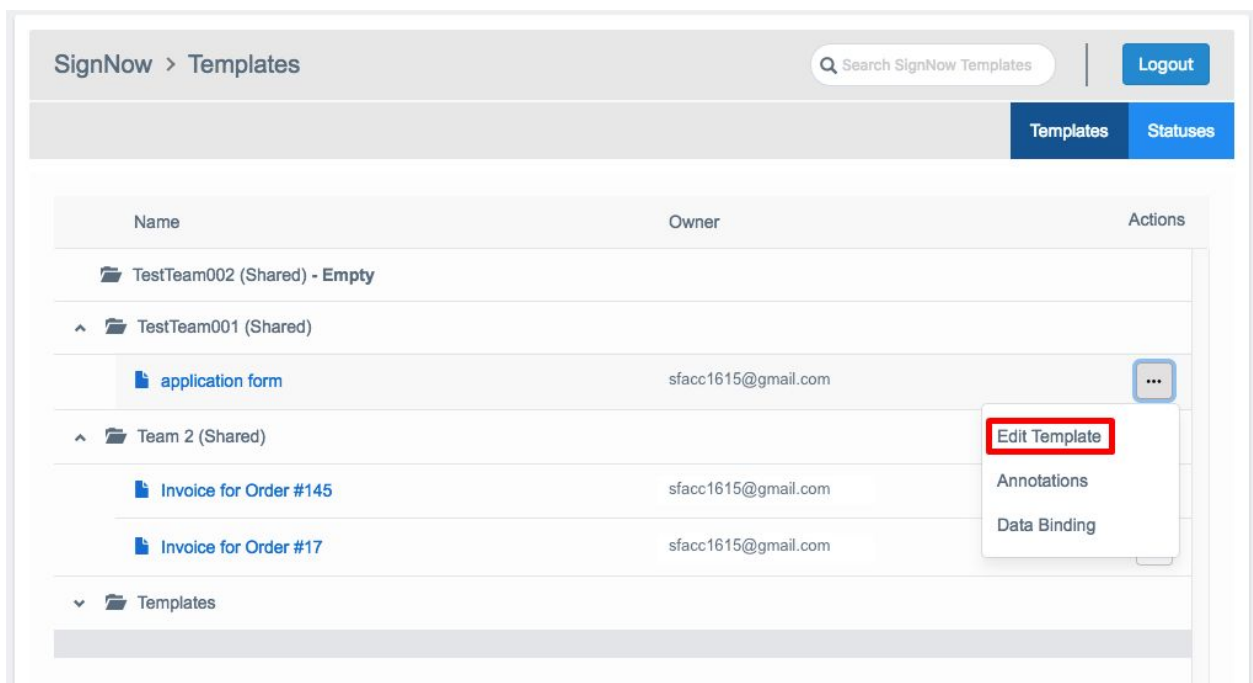 SignNow > Templates
Search SignNow Templates
Logout
Templates
Statuses
Name
Owner
Actions
TestTeam002 (Shared) - Empty
TestTeam001 (Shared)
application form
sfacc1615@gmail.com
...
Edit Template
Annotations
Data Binding
Team 2 (Shared)
Invoice for Order #145
sfacc1615@gmail.com
Invoice for Order #17
sfacc1615@gmail.com
Templates